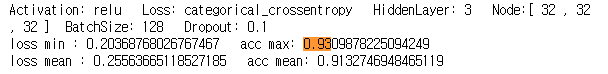 Activation: relu Loss: categorical_crossentropy HiddenLayer: 3 Node:[ 32 , 32
, 32 ] BatchSize: 128 Dropout: 0.1
loss min : 0.20368768026767467 acc max: 0.9309878225094249
loss mean : 0.25563665118527185 acc mean: 0.9132746948465119